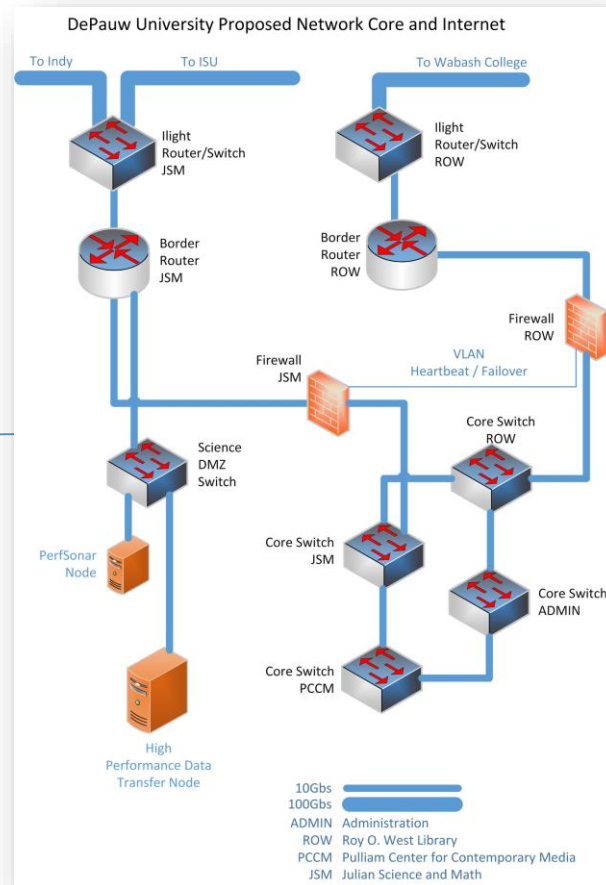 DePauw University Proposed Network Core and Internet
To Indy
To ISU
To Wabash College
Ilight
Router/Switch
JSM
Ilight
Router/Switch
ROW
Border
Router
JSM
Border
Router
ROW
Firewall
JSM
VLAN
Heartbeat / Failover
Firewall
ROW
Science
DMZ
Switch
Core Switch
ROW
PerfSonar
Node
Core Switch
JSM
Core Switch
ADMIN
Core Switch
PCCM
High
Performance Data
Transfer Node
10Gbs
100Gbs
ADMIN Administration
ROW Roy O. West Library
PCCM Pulliam Center for Contemporary Media
JSM Julian Science and Math